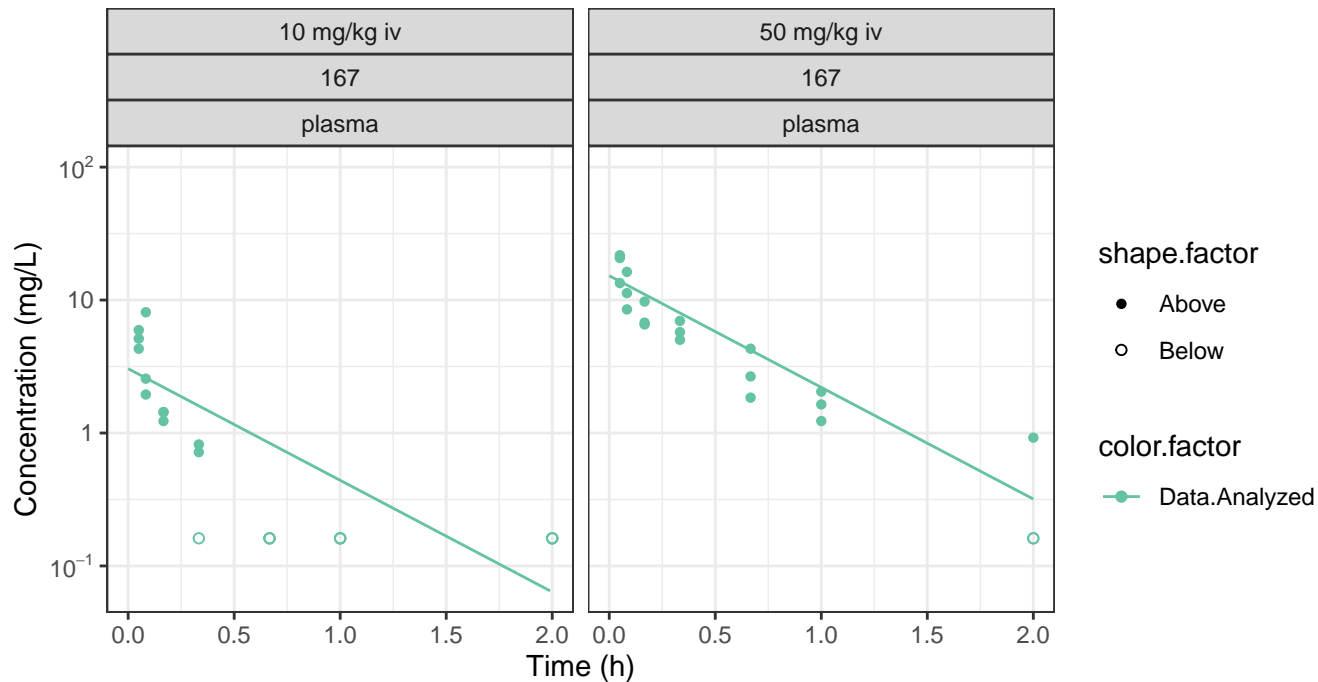 10 mg/kg iv
50 mg/kg iv
167
167
plasma
plasma
Concentration (mg/L)
10²
10
1
10⁻¹
0.0 0.5 1.0 1.5 2.0
0.0 0.5 1.0 1.5 2.0
Time (h)
shape.factor
Above
Below
color.factor
Data.Analyzed